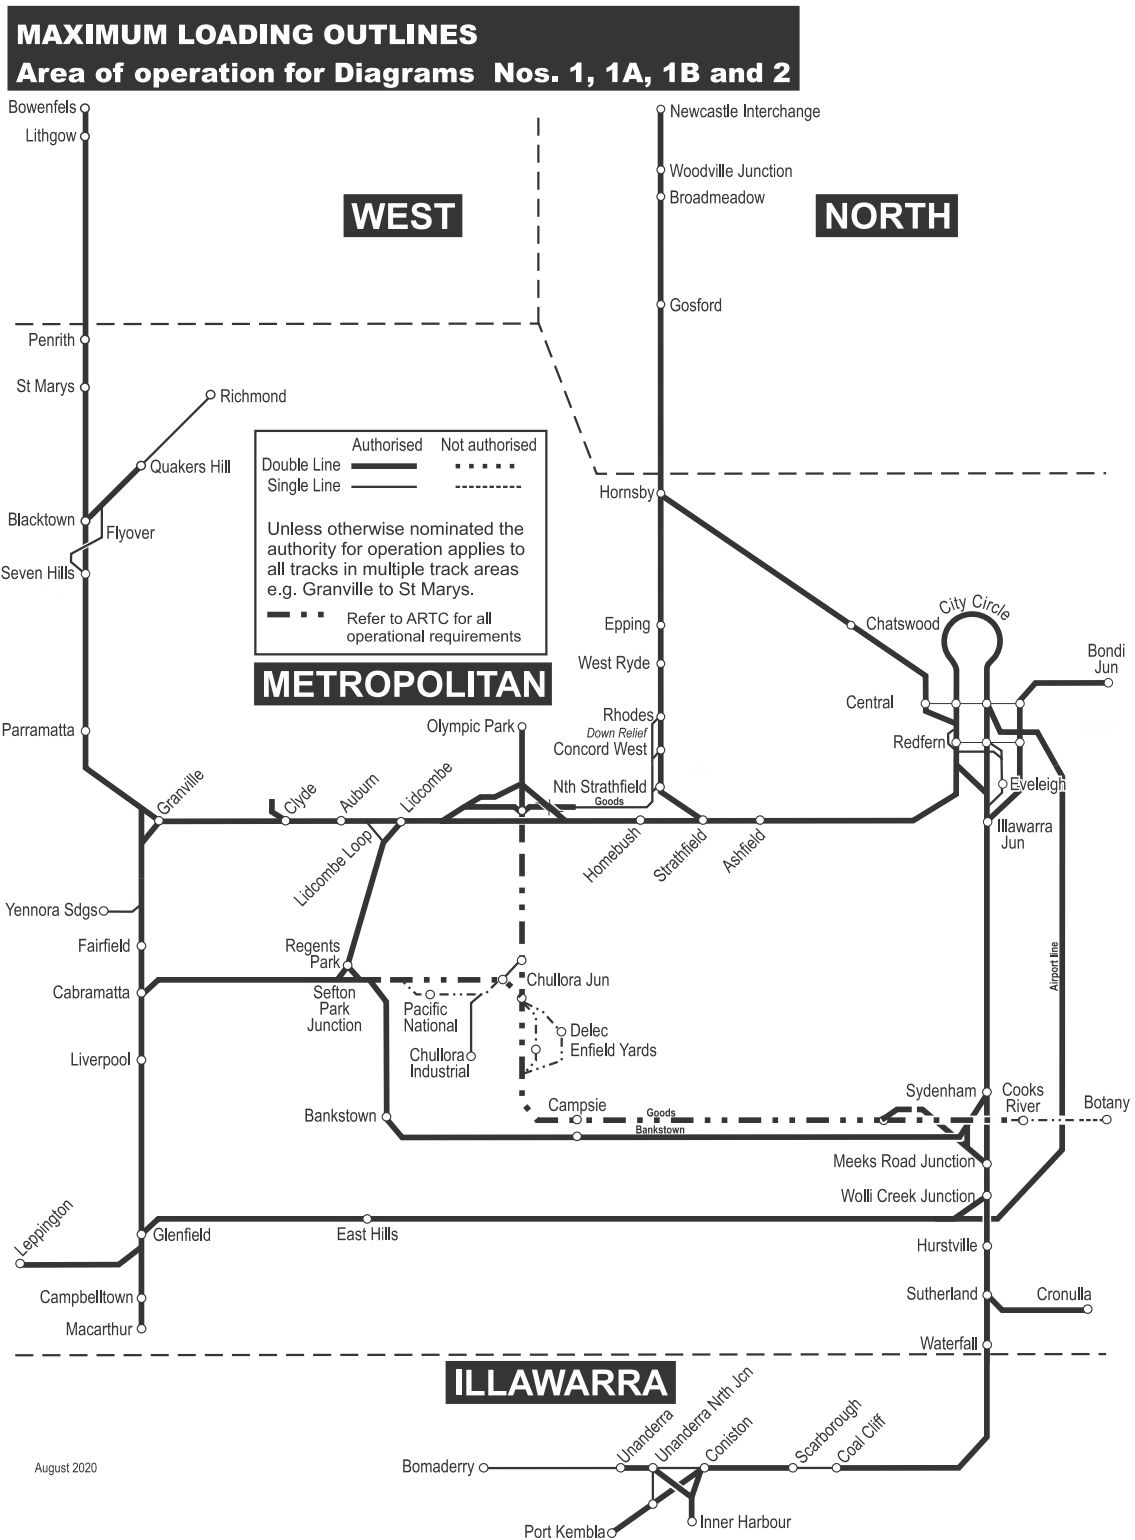 MAXIMUM LOADING OUTLINES
Area of operation for Diagrams Nos. 1, 1A, 1B and 2
Bowenfels
Lithgow
WEST
Newcastle Interchange
Woodville Junction
Broadmeadow
NORTH
Gosford
Penrith
St Marys
Richmond
Quakers Hill
Blacktown
Flyover
Seven Hills
Authorised Not authorised
Double Line
Single Line
Unless otherwise nominated the
authority for operation applies to
all tracks in multiple track areas
e.g. Granville to St Marys.
Refer to ARTC for all
operational requirements
METROPOLITAN
Hornsby
Epping
West Ryde
Rhodes
Down Relief
Concord West
Nth Strathfield
Goods
Chatswood
City Circle
Central
Redfern
Bondi
Jun
Eveleigh
Illawarra
Jun
Olympic Park
Parramatta
Granville
Clyde
Auburn
Lidcombe
Lidcombe Loop
Homebush
Strathfield
Ashfield
Yennora Sdgs
Fairfield
Cabramatta
Liverpool
Regents
Park
Sefton
Park
Junction
Pacific
National
Chullora Jun
Chullora
Industrial
Delec
Enfield Yards
Airport line
Bankstown
Campsie
Goods
Bankstown
Sydenham
Cooks
River
Botany
Meeks Road Junction
Wolli Creek Junction
Leppington
Glenfield
East Hills
Hurstville
Campbelltown
Macarthur
Sutherland
Cronulla
Waterfall
ILLAWARRA
August 2020
Bomaderry
Unanderra
Unanderra Nrth Jcn
Coniston
Scarborough
Coal Cliff
Port Kembla
Inner Harbour